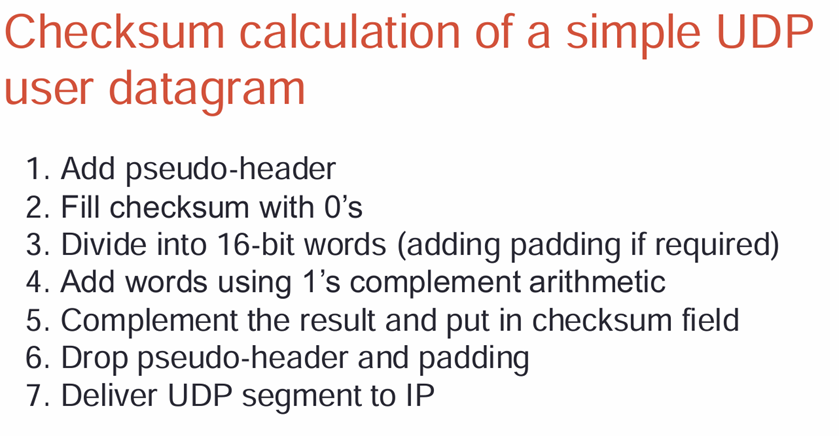 Checksum calculation of a simple UDP
user datagram
1. Add pseudo-header
2. Fill checksum with 0's
3. Divide into 16-bit words (adding padding if required)
4. Add words using 1's complement arithmetic
5. Complement the result and put in checksum field
6. Drop pseudo-header and padding
7. Deliver UDP segment to IP